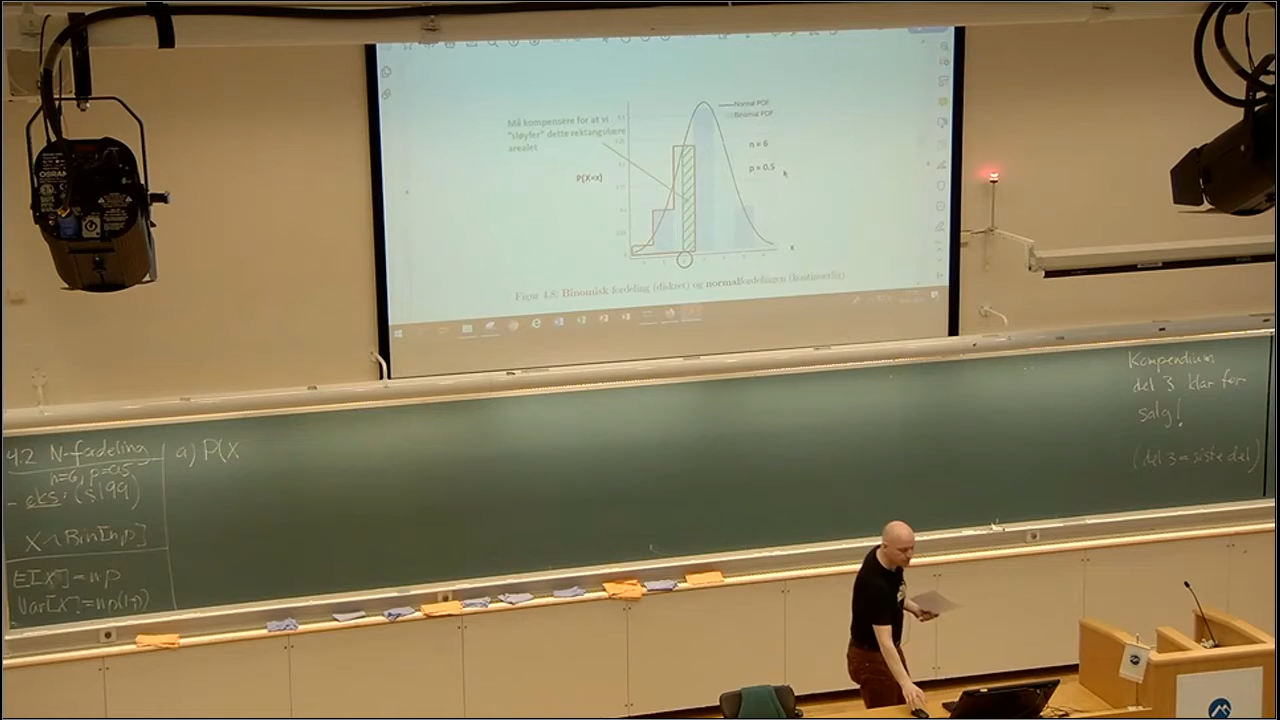 OSRAM
Må kompensere for at vi
"sløyfer" dette rektangulære
arealet
P(X=x)
Normal PDF
Binomial PDF
n = 6
p = 0.5
x
Figur 4.8: Binomisk fordeling (diskret) og normalfordelingen (kontinuerlig).
4.2 N-fordeling
n=6, p=0.5
- eks: (s.199)
X ~ Bin[n,p]
E[X] = np
Var[X] = np(1-p)
a) P(X
Kompendium
del 3 klar for
salg!
(del 3 = siste del)